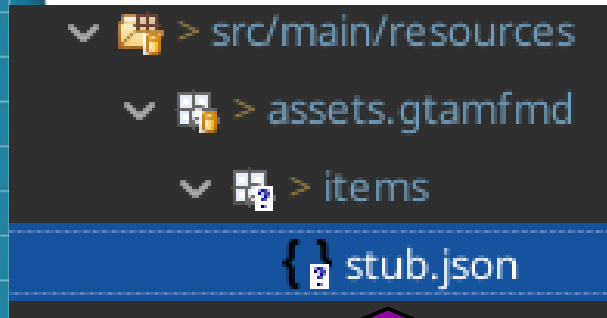 > src/main/resources
> assets.gtamfmd
> items
{ } stub.json